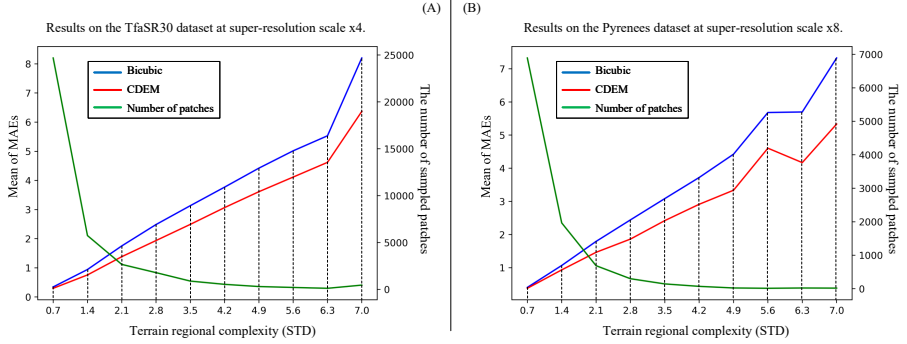 (A)
Results on the TfaSR30 dataset at super-resolution scale x4.
Bicubic
CDEM
Number of patches
Mean of MAEs
8
7
6
5
4
3
2
1
0
25000
20000
15000
10000
5000
0
The number of sampled patches
0.7 1.4 2.1 2.8 3.5 4.2 4.9 5.6 6.3 7.0
Terrain regional complexity (STD)
(B)
Results on the Pyrenees dataset at super-resolution scale x8.
Bicubic
CDEM
Number of patches
Mean of MAEs
7
6
5
4
3
2
1
7000
6000
5000
4000
3000
2000
1000
0
The number of sampled patches
0.7 1.4 2.1 2.8 3.5 4.2 4.9 5.6 6.3 7.0
Terrain regional complexity (STD)